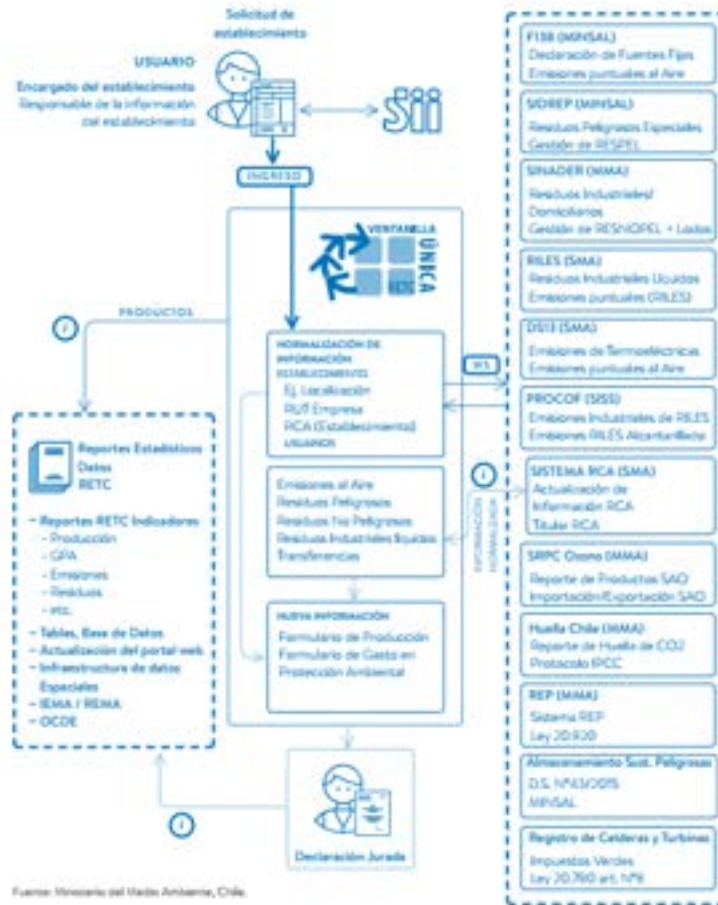 Solicitud de
establecimiento
USUARIO
Encargado del establecimiento
Responsable de la información
del establecimiento
Sii
INGRESO
VENTANILLA
ÚNICA
RETC
PRODUCTOS
NORMALIZACIÓN DE
INFORMACIÓN
ESTABLECIMIENTO
Ej. Localización
RUT Empresa
RCA (Establecimiento)
USUARIOS
WS
Emisiones al Aire
Residuos Peligrosos
Residuos No Peligrosos
Residuos Industriales líquidos
Transferencias
i
INFORMACIÓN
NORMALIZADA
NUEVA INFORMACIÓN
Formulario de Producción
Formulario de Gasto en
Protección Ambiental
i
Reportes Estadísticos
Datos
RETC
- Reportes RETC Indicadores
- Producción
- GPA
- Emisiones
- Residuos
- etc.
- Tablas, Base de Datos
- Actualización del portal web
- Infraestructura de datos
Espaciales
- IEMA / REMA
- OCDE
i
Declaración Jurada
F138 (MINSAL)
Declaración de Fuentes Fijas
Emisiones puntuales al Aire
SIDREP (MINSAL)
Residuos Peligrosos Especiales
Gestión de RESPEL
SINADER (MMA)
Residuos Industriales/
Domiciliarios
Gestión de RESNOPEL + Lodos
RILES (SMA)
Residuos Industriales Líquidos
Emisiones puntuales (RILES)
DS13 (SMA)
Emisiones de Termoeléctricas
Emisiones puntuales al Aire
PROCOF (SISS)
Emisiones Industriales de RILES
Emisiones RILES Alcantarillado
SISTEMA RCA (SMA)
Actualización de
Información RCA
Titular RCA
SRPC Ozono (MMA)
Reporte de Productos SAO
Importación/Exportación SAO
Huella Chile (MMA)
Reporte de Huella de CO2
Protocolo IPCC
REP (MMA)
Sistema REP
Ley 20.920
Almacenamiento Sust. Peligrosas
D.S. N°43/2015
MINSAL
Registro de Calderas y Turbinas
Impuestos Verdes
Ley 20.780 art. N°8
Fuente: Ministerio del Medio Ambiente, Chile.